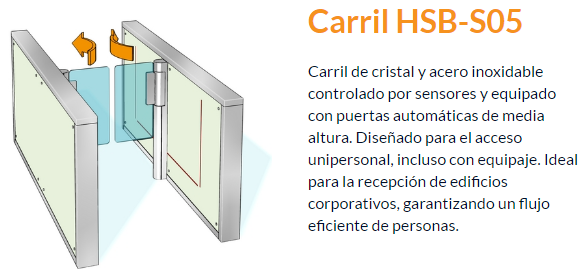 Carril HSB-S05
Carril de cristal y acero inoxidable
controlado por sensores y equipado
con puertas automáticas de media
altura. Diseñado para el acceso
unipersonal, incluso con equipaje. Ideal
para la recepción de edificios
corporativos, garantizando un flujo
eficiente de personas.